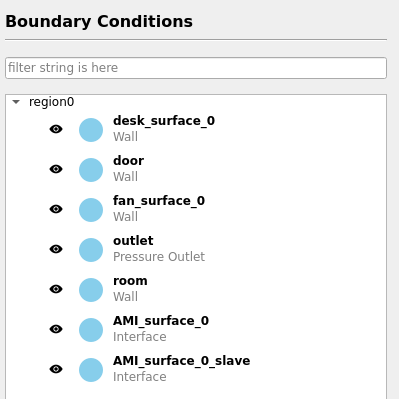 Boundary Conditions
filter string is here
region0
desk_surface_0
Wall
door
Wall
fan_surface_0
Wall
outlet
Pressure Outlet
room
Wall
AMI_surface_0
Interface
AMI_surface_0_slave
Interface